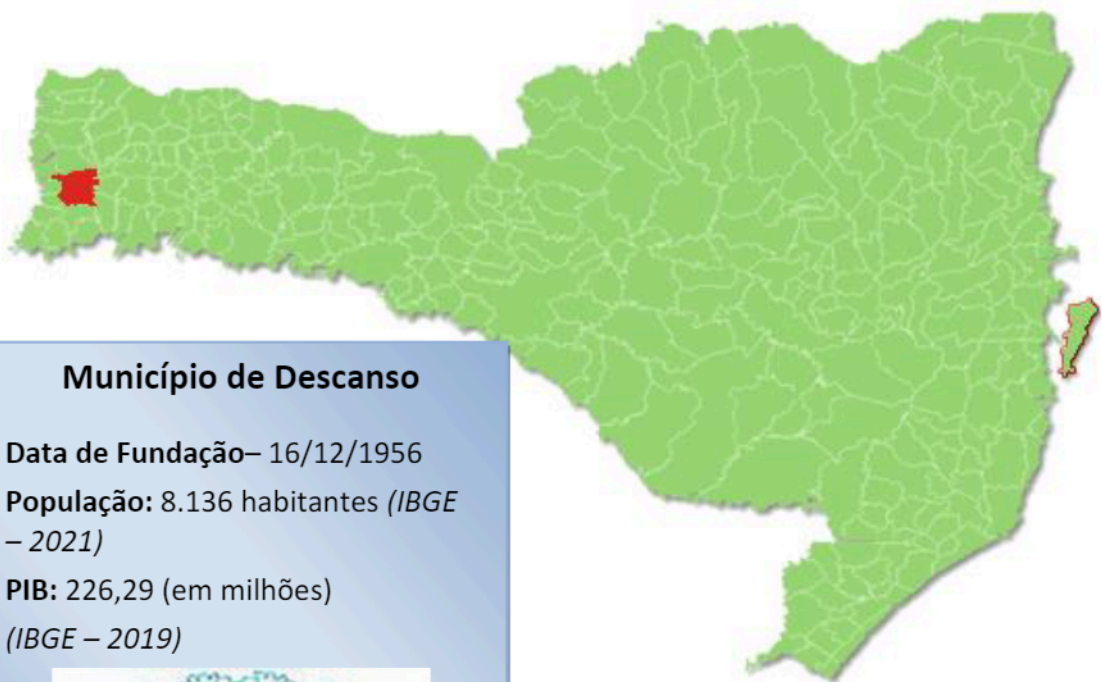 Município de Descanso
Data de Fundação– 16/12/1956
População: 8.136 habitantes (IBGE
– 2021)
PIB: 226,29 (em milhões)
(IBGE – 2019)